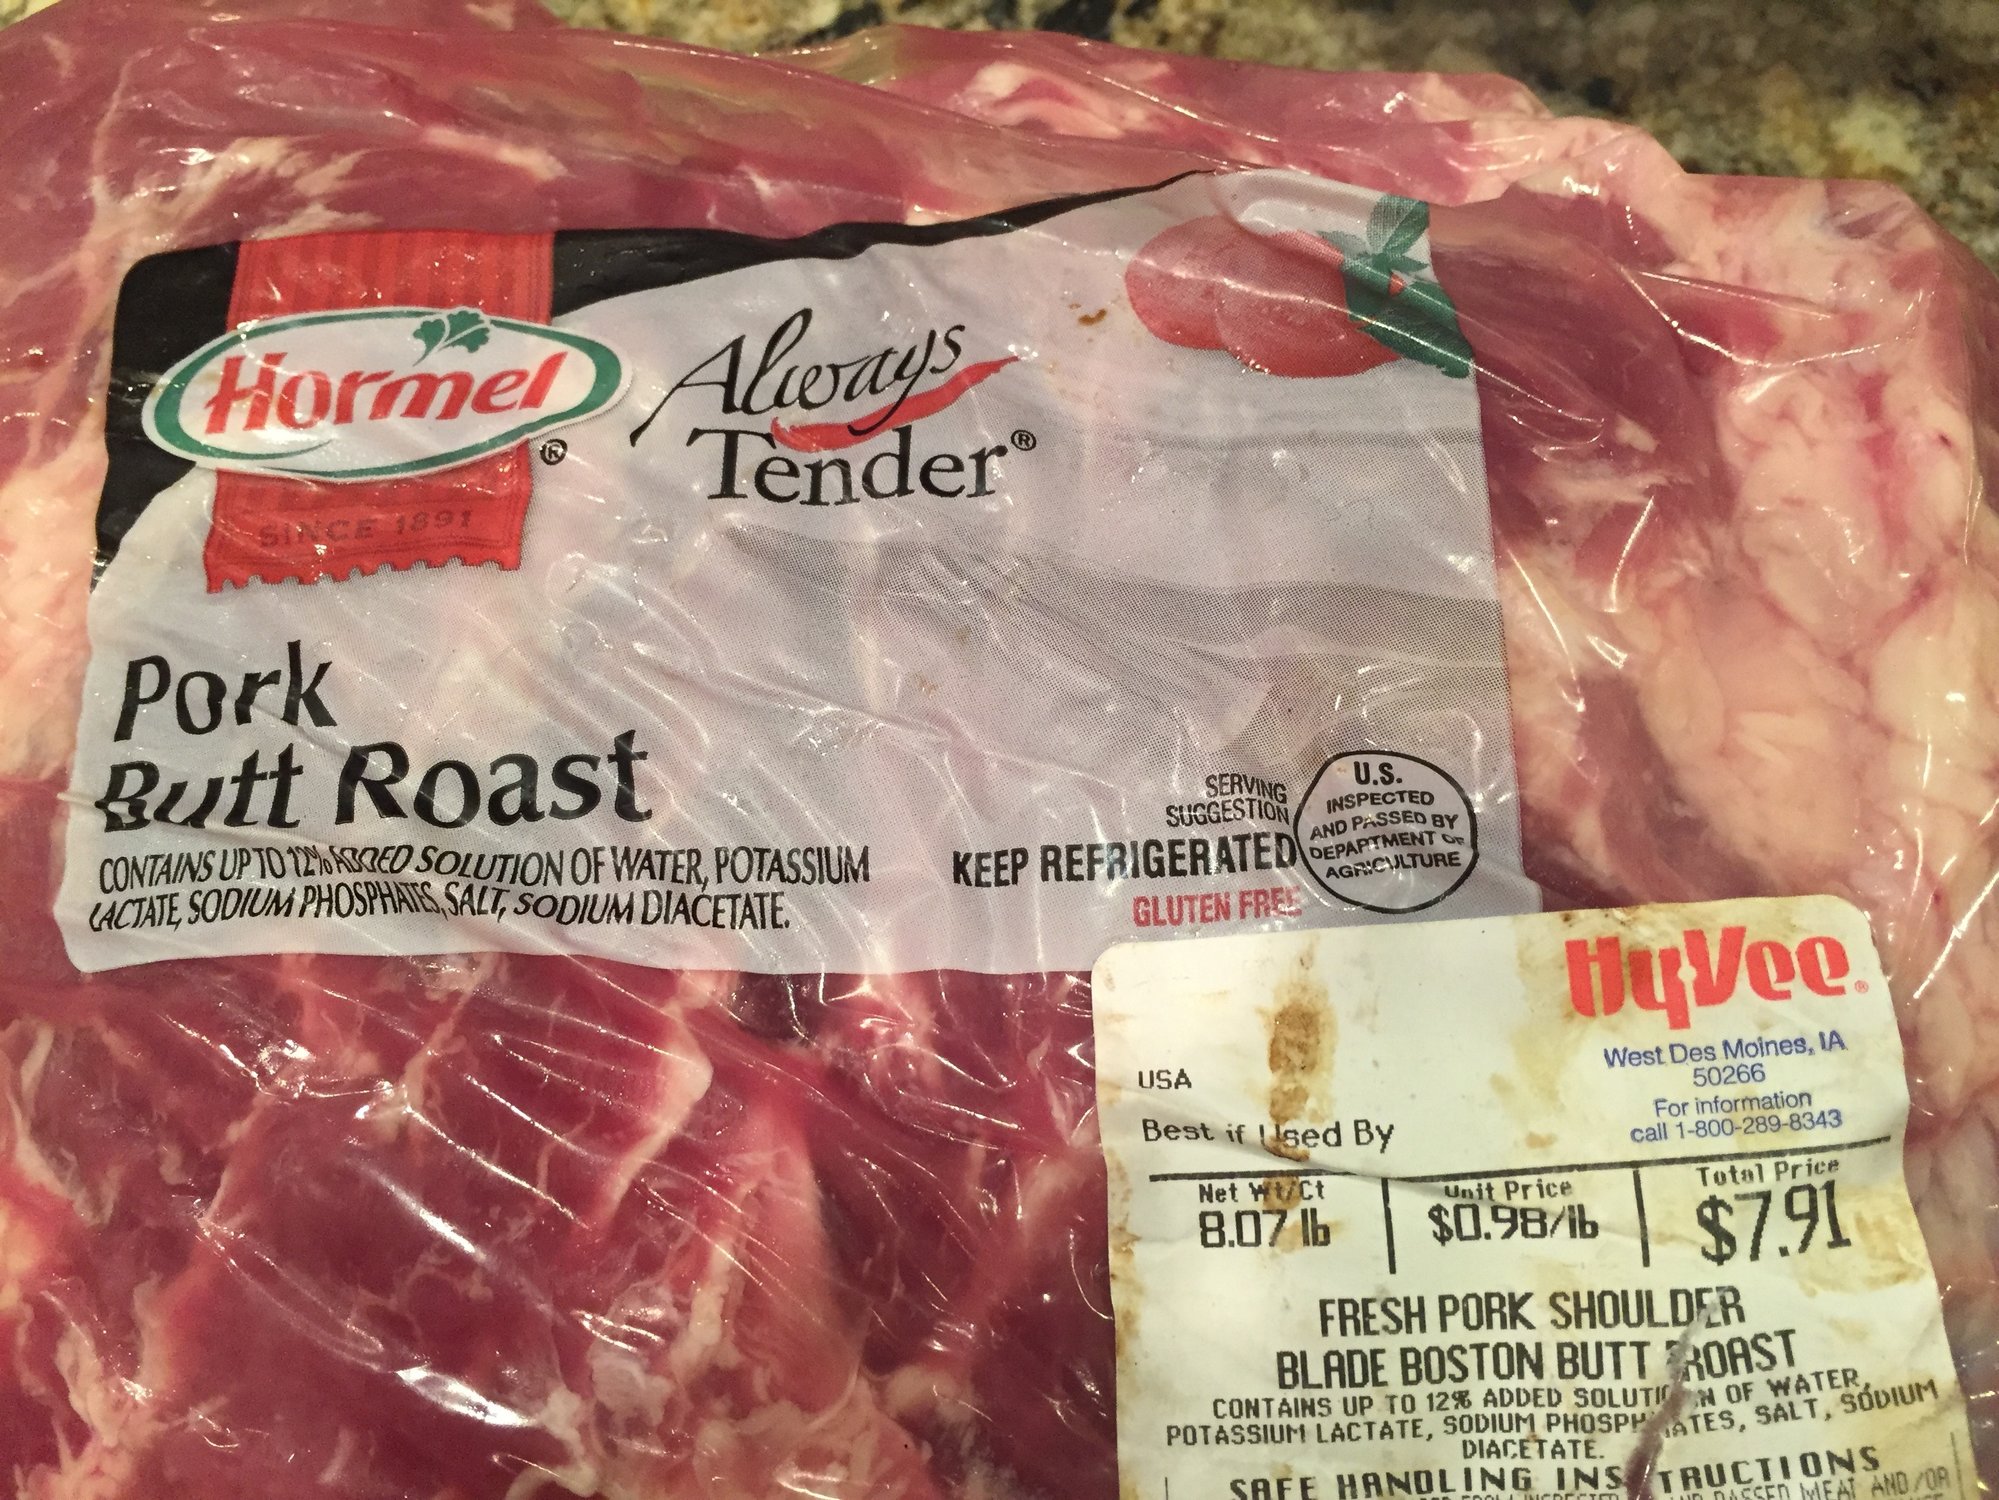 Hormel®
SINCE 1891
Always
Tender®
Pork
Butt Roast
CONTAINS UP TO 12% ADDED SOLUTION OF WATER, POTASSIUM
LACTATE, SODIUM PHOSPHATES, SALT, SODIUM DIACETATE.
SERVING
SUGGESTION
KEEP REFRIGERATED
GLUTEN FREE
U.S.
INSPECTED
AND PASSED BY
DEPARTMENT OF
AGRICULTURE
HyVee®
West Des Moines, IA
50266
For information
call 1-800-289-8343
USA
Best if Used By
Net Wt/Ct
8.07 lb
Unit Price
$0.98/lb
Total Price
$7.91
FRESH PORK SHOULDER
BLADE BOSTON BUTT ROAST
CONTAINS UP TO 12% ADDED SOLUTION OF WATER,
POTASSIUM LACTATE, SODIUM PHOSPHATES, SALT, SODIUM
DIACETATE.
SAFE HANDLING INSTRUCTIONS
PASSED MEAT AND/OR